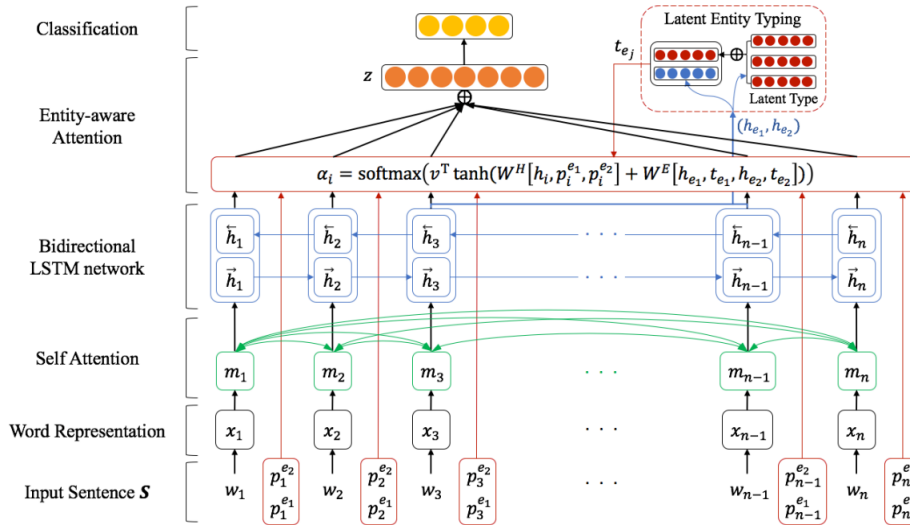 Classification
Latent Entity Typing
t_{e_j}
⊕
Latent Type
z
⊕
Entity-aware
Attention
(h_{e_1}, h_{e_2})
α_i = softmax(v^T tanh(W^H[h_i, p_i^{e_1}, p_i^{e_2}] + W^E[h_{e_1}, t_{e_1}, h_{e_2}, t_{e_2}]))
Bidirectional
LSTM network
←h_1 ←h_2 ←h_3 · · · ←h_{n−1} ←h_n
→h_1 →h_2 →h_3 · · · →h_{n−1} →h_n
Self Attention
m_1 m_2 m_3 · · · m_{n−1} m_n
Word Representation
x_1 x_2 x_3 · · · x_{n−1} x_n
Input Sentence S
w_1 p_1^{e_2} w_2 p_2^{e_2} w_3 p_3^{e_2} · · · w_{n−1} p_{n−1}^{e_2} w_n p_n^e
p_1^{e_1} p_2^{e_1} p_3^{e_1} p_{n−1}^{e_1} p_n^e